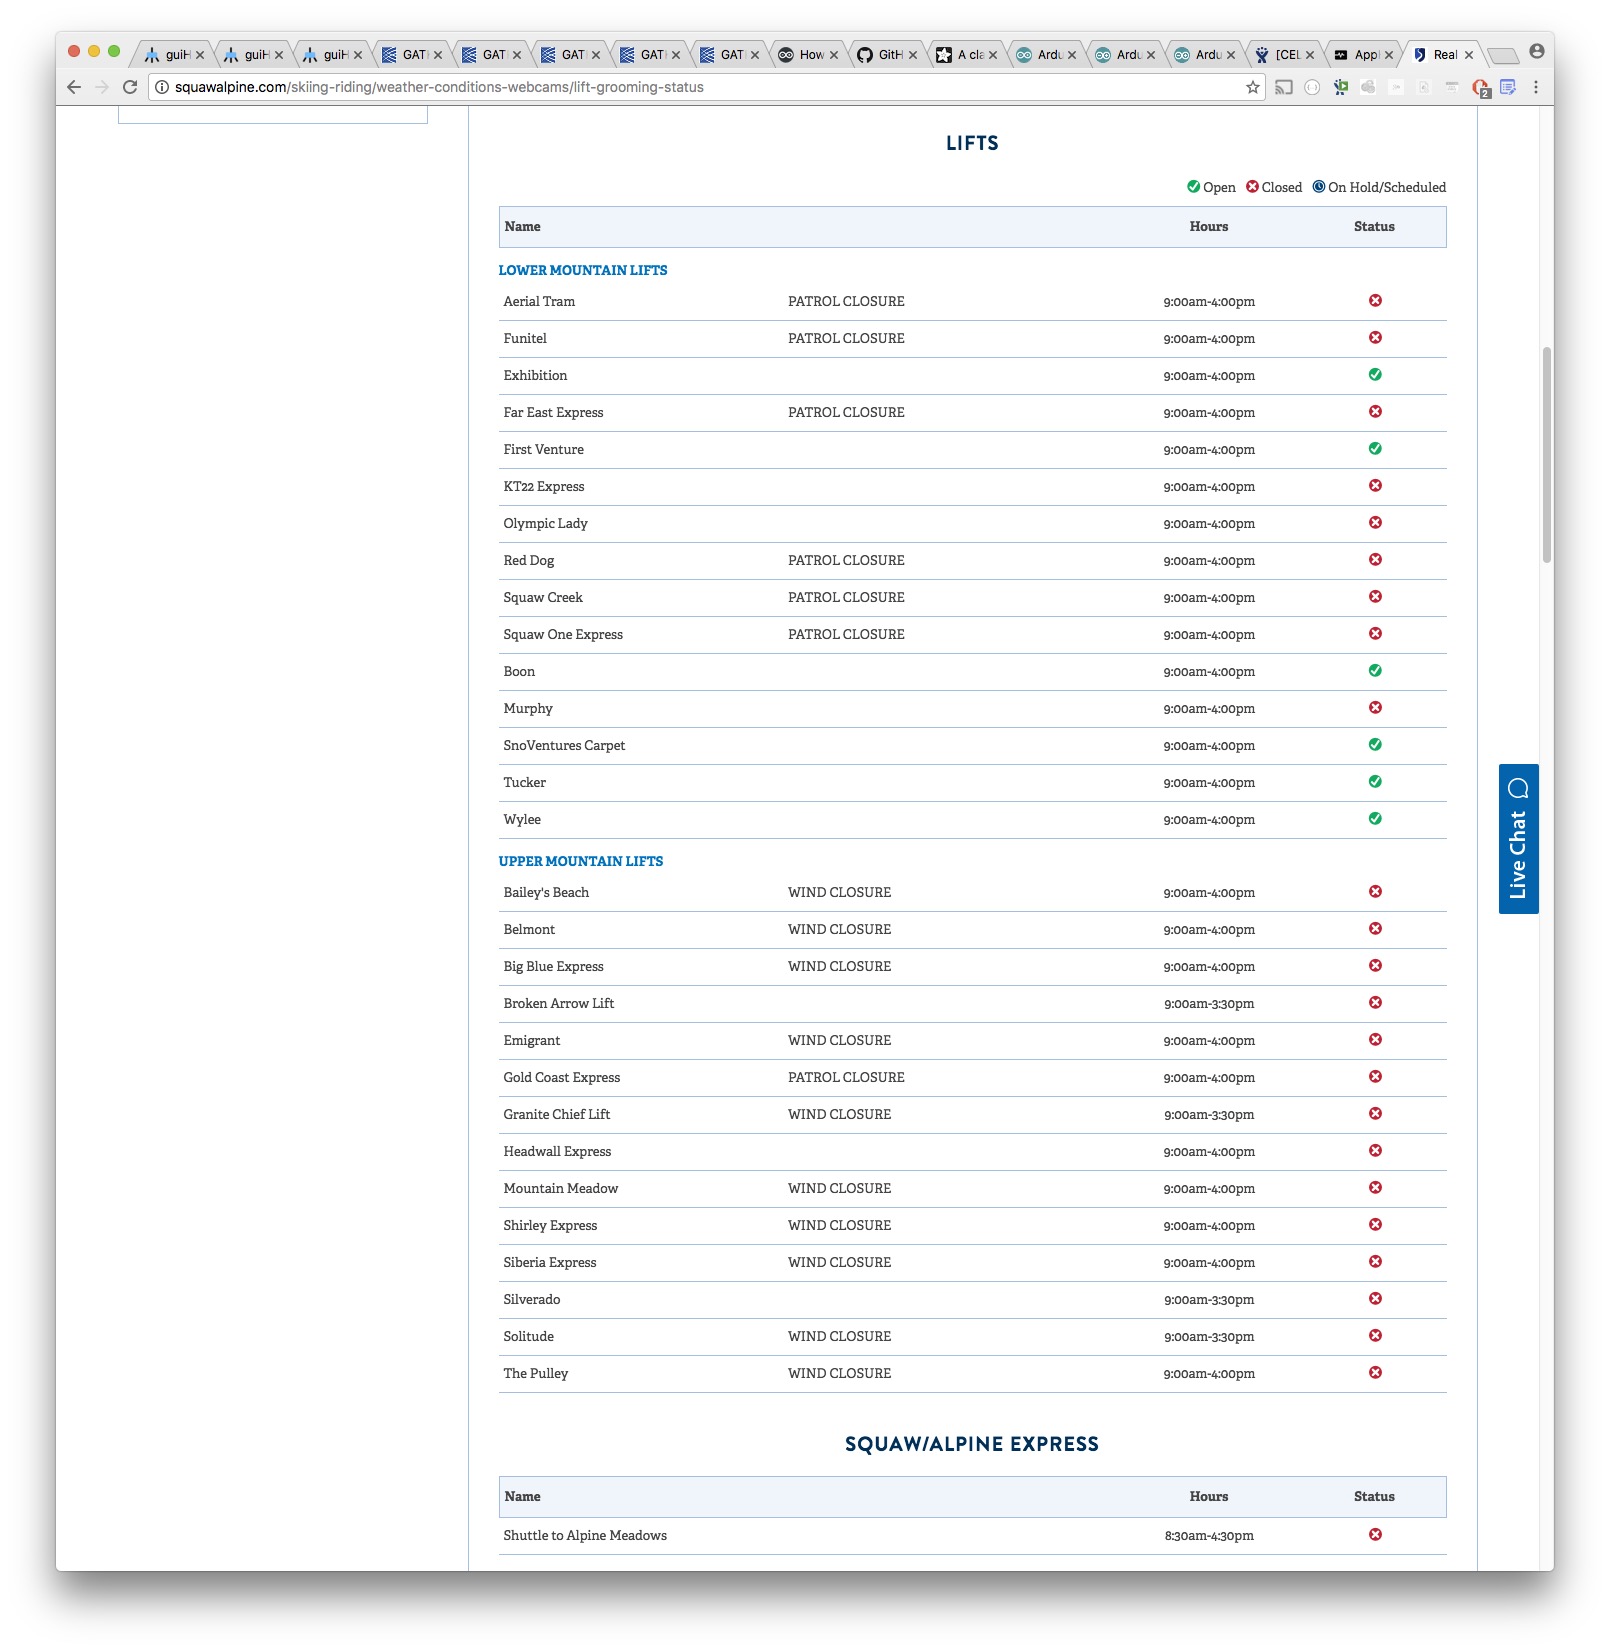 guiH
guiH
guiH
GATH
GAT
GAT
GATH
GAT
How
GitH
A cla
Ardu
Ardu
Ardu
[CEL
Appl
Real
squawalpine.com/skiing-riding/weather-conditions-webcams/lift-grooming-status
2
LIFTS
Open Closed On Hold/Scheduled
Name Hours Status
LOWER MOUNTAIN LIFTS
Aerial Tram PATROL CLOSURE 9:00am-4:00pm
Funitel PATROL CLOSURE 9:00am-4:00pm
Exhibition 9:00am-4:00pm
Far East Express PATROL CLOSURE 9:00am-4:00pm
First Venture 9:00am-4:00pm
KT22 Express 9:00am-4:00pm
Olympic Lady 9:00am-4:00pm
Red Dog PATROL CLOSURE 9:00am-4:00pm
Squaw Creek PATROL CLOSURE 9:00am-4:00pm
Squaw One Express PATROL CLOSURE 9:00am-4:00pm
Boon 9:00am-4:00pm
Murphy 9:00am-4:00pm
SnoVentures Carpet 9:00am-4:00pm
Tucker 9:00am-4:00pm
Wylee 9:00am-4:00pm
UPPER MOUNTAIN LIFTS
Bailey's Beach WIND CLOSURE 9:00am-4:00pm
Belmont WIND CLOSURE 9:00am-4:00pm
Big Blue Express WIND CLOSURE 9:00am-4:00pm
Broken Arrow Lift 9:00am-3:30pm
Emigrant WIND CLOSURE 9:00am-4:00pm
Gold Coast Express PATROL CLOSURE 9:00am-4:00pm
Granite Chief Lift WIND CLOSURE 9:00am-3:30pm
Headwall Express 9:00am-4:00pm
Mountain Meadow WIND CLOSURE 9:00am-4:00pm
Shirley Express WIND CLOSURE 9:00am-4:00pm
Siberia Express WIND CLOSURE 9:00am-4:00pm
Silverado 9:00am-3:30pm
Solitude WIND CLOSURE 9:00am-3:30pm
The Pulley WIND CLOSURE 9:00am-4:00pm
SQUAW/ALPINE EXPRESS
Name Hours Status
Shuttle to Alpine Meadows 8:30am-4:30pm
Live Chat